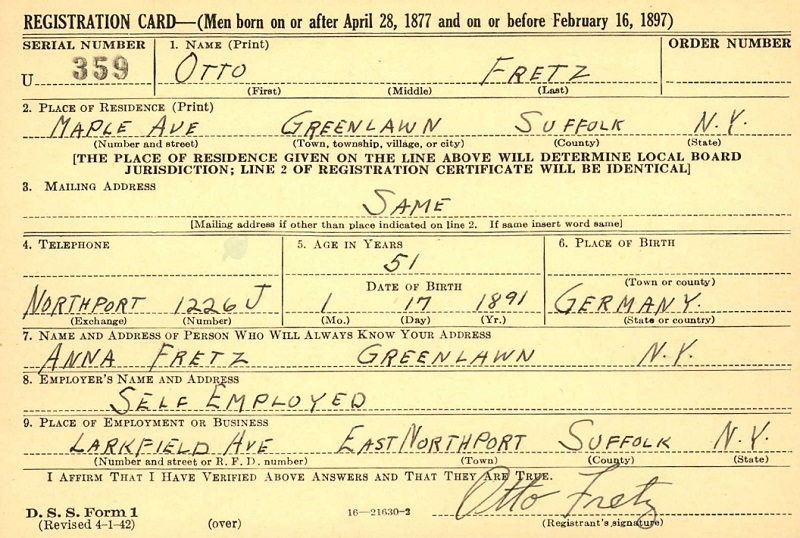 REGISTRATION CARD—(Men born on or after April 28, 1877 and on or before February 16, 1897)
SERIAL NUMBER 1. NAME (Print) ORDER NUMBER
U 359 OTTO FRETZ
(First) (Middle) (Last)
2. PLACE OF RESIDENCE (Print)
MAPLE AVE GREENLAWN SUFFOLK N.Y.
(Number and street) (Town, township, village, or city) (County) (State)
[THE PLACE OF RESIDENCE GIVEN ON THE LINE ABOVE WILL DETERMINE LOCAL BOARD
JURISDICTION; LINE 2 OF REGISTRATION CERTIFICATE WILL BE IDENTICAL]
3. MAILING ADDRESS
SAME
[Mailing address if other than place indicated on line 2. If same insert word same]
4. TELEPHONE 5. AGE IN YEARS 6. PLACE OF BIRTH
51
(Town or county)
DATE OF BIRTH
NORTHPORT 1226 J 1 17 1891 GERMANY.
(Exchange) (Number) (Mo.) (Day) (Yr.) (State or country)
7. NAME AND ADDRESS OF PERSON WHO WILL ALWAYS KNOW YOUR ADDRESS
ANNA FRETZ GREENLAWN N.Y.
8. EMPLOYER'S NAME AND ADDRESS
SELF EMPLOYED
9. PLACE OF EMPLOYMENT OR BUSINESS
LARKFIELD AVE EAST NORTHPORT SUFFOLK N.Y.
(Number and street or R. F. D. number) (Town) (County) (State)
I AFFIRM THAT I HAVE VERIFIED ABOVE ANSWERS AND THAT THEY ARE TRUE.
Otto Fretz
D. S. S. Form 1
(Revised 4-1-42) (over) 16—21630-2 (Registrant's signature)